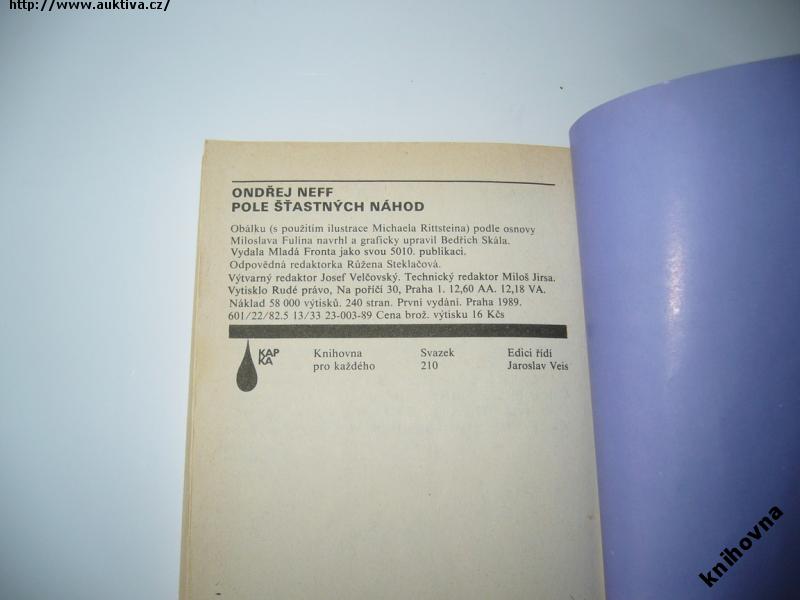 http://www.auktiva.cz/
ONDŘEJ NEFF
POLE ŠŤASTNÝCH NÁHOD
Obálku (s použitím ilustrace Michaela Rittsteina) podle osnovy
Miloslava Fulína navrhl a graficky upravil Bedřich Skála.
Vydala Mladá Fronta jako svou 5010. publikaci.
Odpovědná redaktorka Růžena Steklačová.
Výtvarný redaktor Josef Velčovský. Technický redaktor Miloš Jirsa.
Vytisklo Rudé právo, Na poříčí 30, Praha 1. 12,60 AA. 12,18 VA.
Náklad 58 000 výtisků. 240 stran. První vydání. Praha 1989.
601/22/82.5 13/33 23-003-89 Cena brož. výtisku 16 Kčs
KAP
KA
Knihovna
pro každého
Svazek
210
Edici řídí
Jaroslav Veis
knihovna